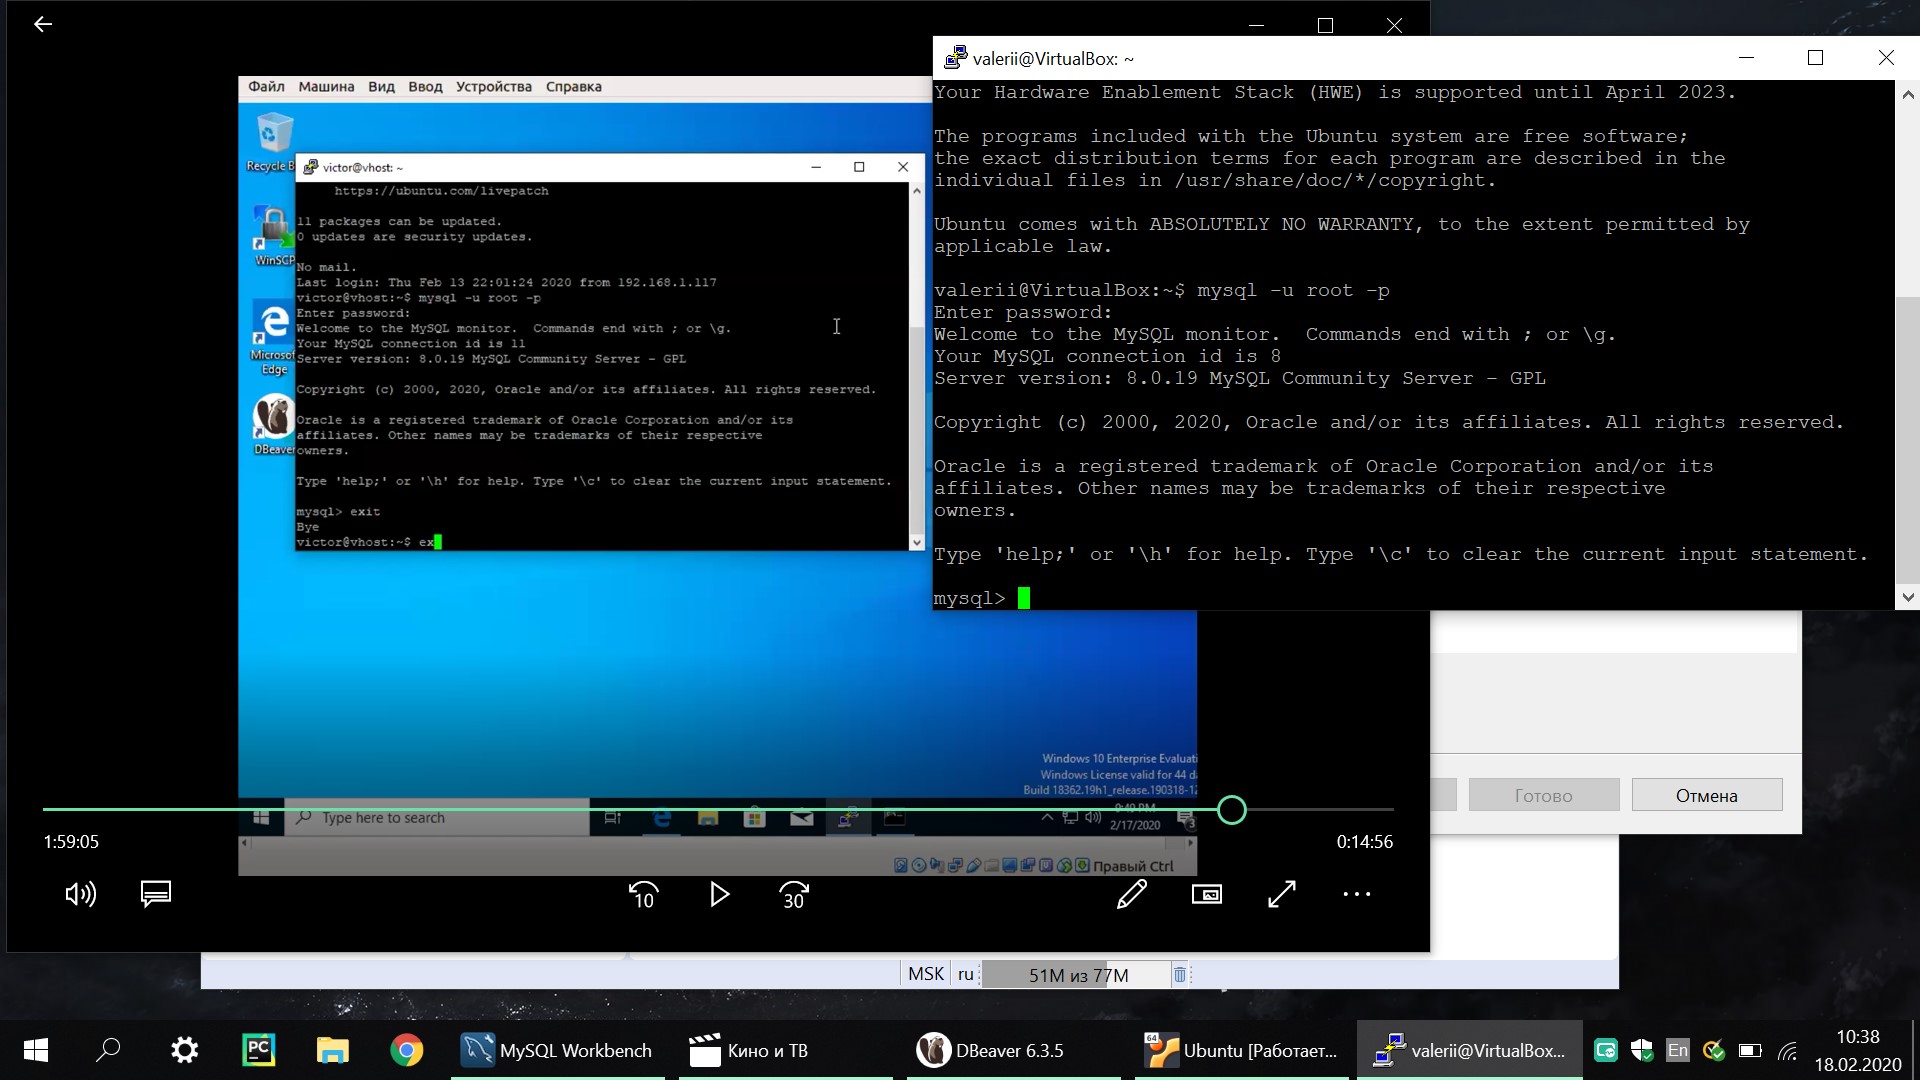 Файл Машина Вид Ввод Устройства Справка
WinSCP
Edge
victor@vhost: ~
https://ubuntu.com/livepatch
11 packages can be updated.
0 updates are security updates.
No mail.
Last login: Thu Feb 13 22:01:24 2020 from 192.168.1.117
victor@vhost:~$ mysql -u root -p
Enter password:
Welcome to the MySQL monitor.  Commands end with ; or \g.
Your MySQL connection id is 11
Server version: 8.0.19 MySQL Community Server - GPL
Copyright (c) 2000, 2020, Oracle and/or its affiliates. All rights reserved.
Oracle is a registered trademark of Oracle Corporation and/or its
affiliates. Other names may be trademarks of their respective
owners.
Type 'help;' or '\h' for help. Type '\c' to clear the current input statement.
mysql> exit
Bye
victor@vhost:~$ ex
Recycle B
Microsof
DBeaver
valerii@VirtualBox: ~
Your Hardware Enablement Stack (HWE) is supported until April 2023.
The programs included with the Ubuntu system are free software;
the exact distribution terms for each program are described in the
individual files in /usr/share/doc/*/copyright.
Ubuntu comes with ABSOLUTELY NO WARRANTY, to the extent permitted by
applicable law.
valerii@VirtualBox:~$ mysql -u root -p
Enter password:
Welcome to the MySQL monitor.  Commands end with ; or \g.
Your MySQL connection id is 8
Server version: 8.0.19 MySQL Community Server - GPL
Copyright (c) 2000, 2020, Oracle and/or its affiliates. All rights reserved.
Oracle is a registered trademark of Oracle Corporation and/or its
affiliates. Other names may be trademarks of their respective
owners.
Type 'help;' or '\h' for help. Type '\c' to clear the current input statement.
mysql>
Windows 10 Enterprise Evaluati
Windows License valid for 44 d
Build 18362.19h1_release.190318-12
Type here to search
2/17/2020
3
Правый Ctrl
1:59:05
0:14:56
10
30
Готово
Отмена
MSK ru 51M из 77M
PC
MySQL Workbench
Кино и ТВ
DBeaver 6.3.5
64
Ubuntu [Работает...
valerii@VirtualBox...
En
10:38
18.02.2020